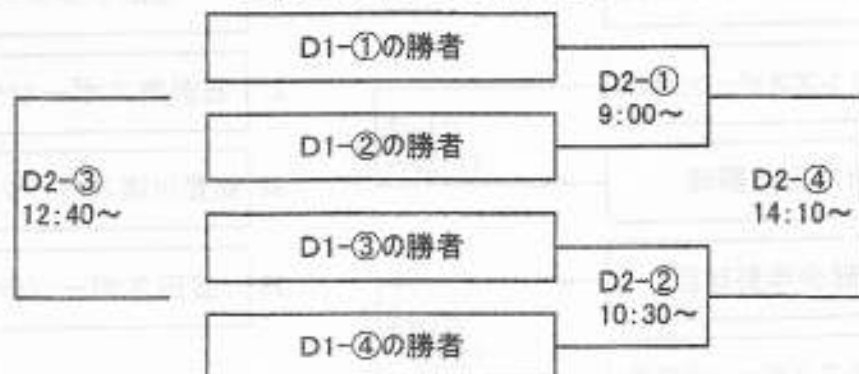 D1-①の勝者
D2-①
9:00～
D1-②の勝者
D2-③
12:40～
D2-④
14:10～
D1-③の勝者
D2-②
10:30～
D1-④の勝者